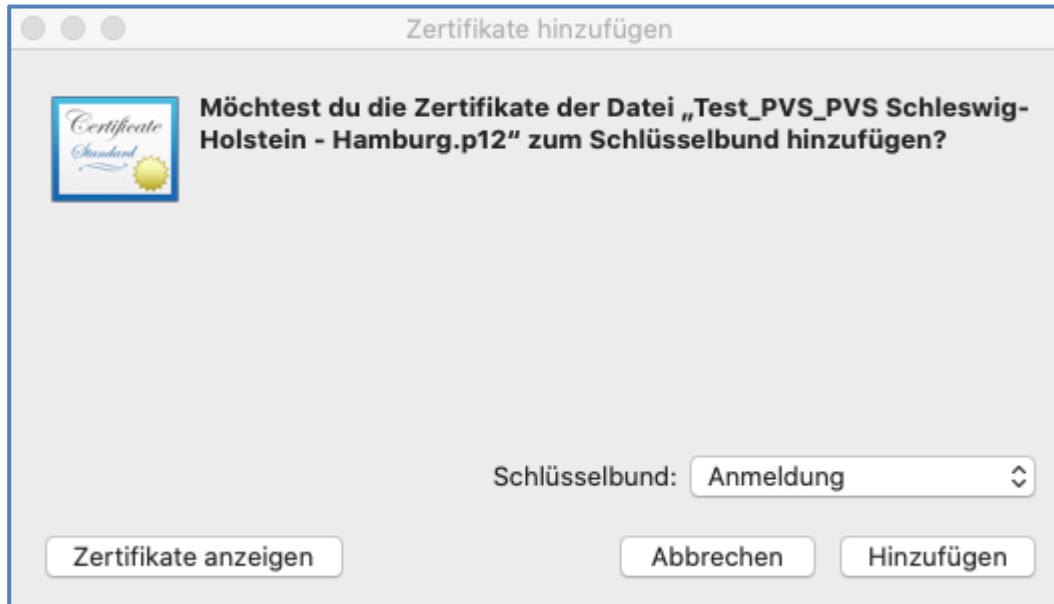 Zertifikate hinzufügen
Certificate
Standard
Möchtest du die Zertifikate der Datei „Test_PVS_PVS Schleswig-
Holstein - Hamburg.p12“ zum Schlüsselbund hinzufügen?
Schlüsselbund: Anmeldung
Zertifikate anzeigen Abbrechen Hinzufügen